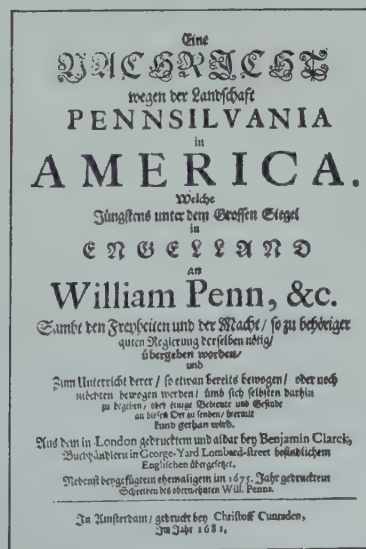 Eine
NACHRICHT
wegen der Landschaft
PENNSILVANIA
in
AMERICA.
Welche
Jüngstens unter dem Grossen Siegel
in
ENGELLAND
an
William Penn, &c.
Sambt den Freyheiten und der Macht / so zu behöriger
guten Regierung derselben nötig /
übergeben worden /
und
Zum Unterricht derer / so etwan bereits bewogen / oder noch
möchten bewogen werden / umb sich selbsten darhin
zu begeben / oder einige Bediente und Gesinde
an diesen Ort zu senden / hiermit
kund gethan wird.
Aus dem in London gedrucktem und aldar bey Benjamin Clarck,
Buchhändlern in George-Yard Lombard-street befindlichem
Englischen übergesetzet.
Nebenst beygefügtem ehemaligem im 1675. Jahr gedrucktem
Schreiben des oberwehnten Will. Penns.
In Amsterdam / gedruckt bey Christoff Cunraden,
Im Jahr 1681.